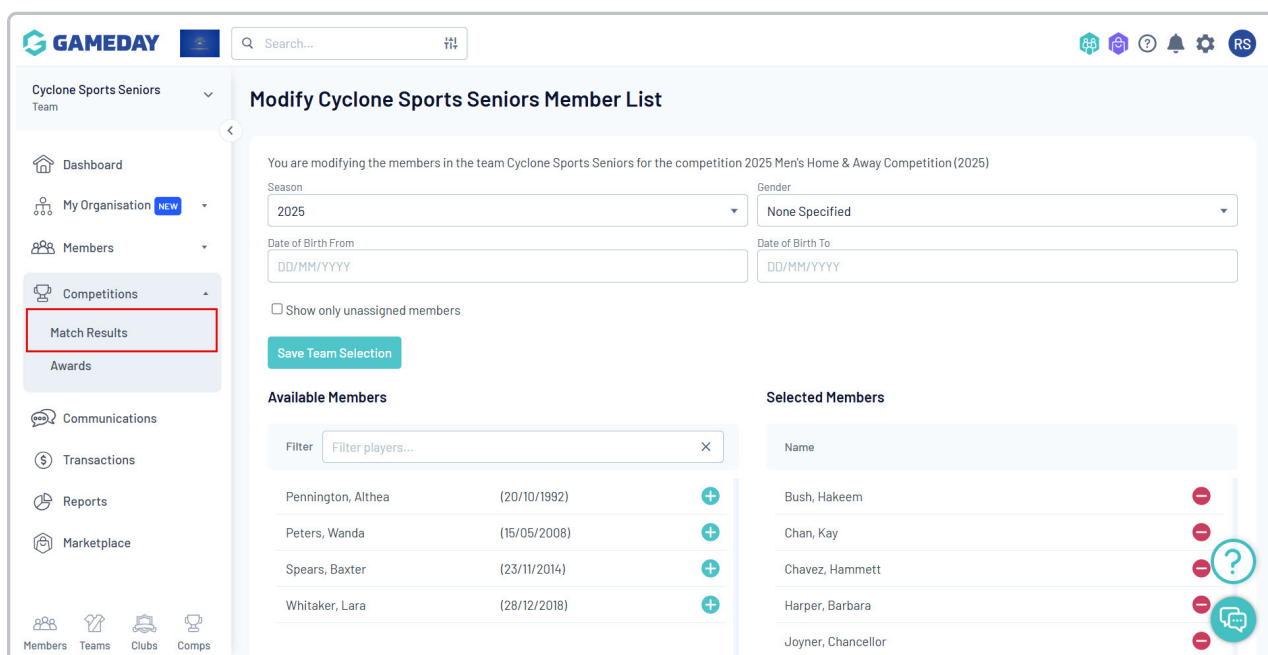 GAMEDAY
Search...
RS
Cyclone Sports Seniors
Team
Dashboard
My Organisation NEW
Members
Competitions
Match Results
Awards
Communications
Transactions
Reports
Marketplace
Members Teams Clubs Comps
Modify Cyclone Sports Seniors Member List
You are modifying the members in the team Cyclone Sports Seniors for the competition 2025 Men's Home & Away Competition (2025)
Season Gender
2025 None Specified
Date of Birth From Date of Birth To
DD/MM/YYYY DD/MM/YYYY
Show only unassigned members
Save Team Selection
Available Members
Filter Filter players...
Pennington, Althea (20/10/1992)
Peters, Wanda (15/05/2008)
Spears, Baxter (23/11/2014)
Whitaker, Lara (28/12/2018)
Selected Members
Name
Bush, Hakeem
Chan, Kay
Chavez, Hammett
Harper, Barbara
Joyner, Chancellor